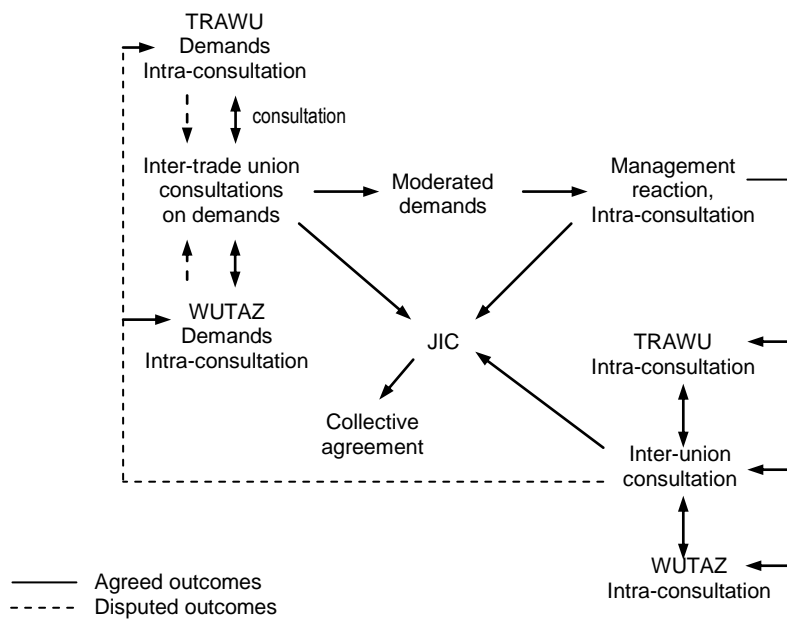 TRAWU
Demands
Intra-consultation
consultation
Inter-trade union
consultations
on demands
Moderated
demands
Management
reaction,
Intra-consultation
WUTAZ
Demands
Intra-consultation
JIC
TRAWU
Intra-consultation
Collective
agreement
Inter-union
consultation
WUTAZ
Intra-consultation
Agreed outcomes
Disputed outcomes